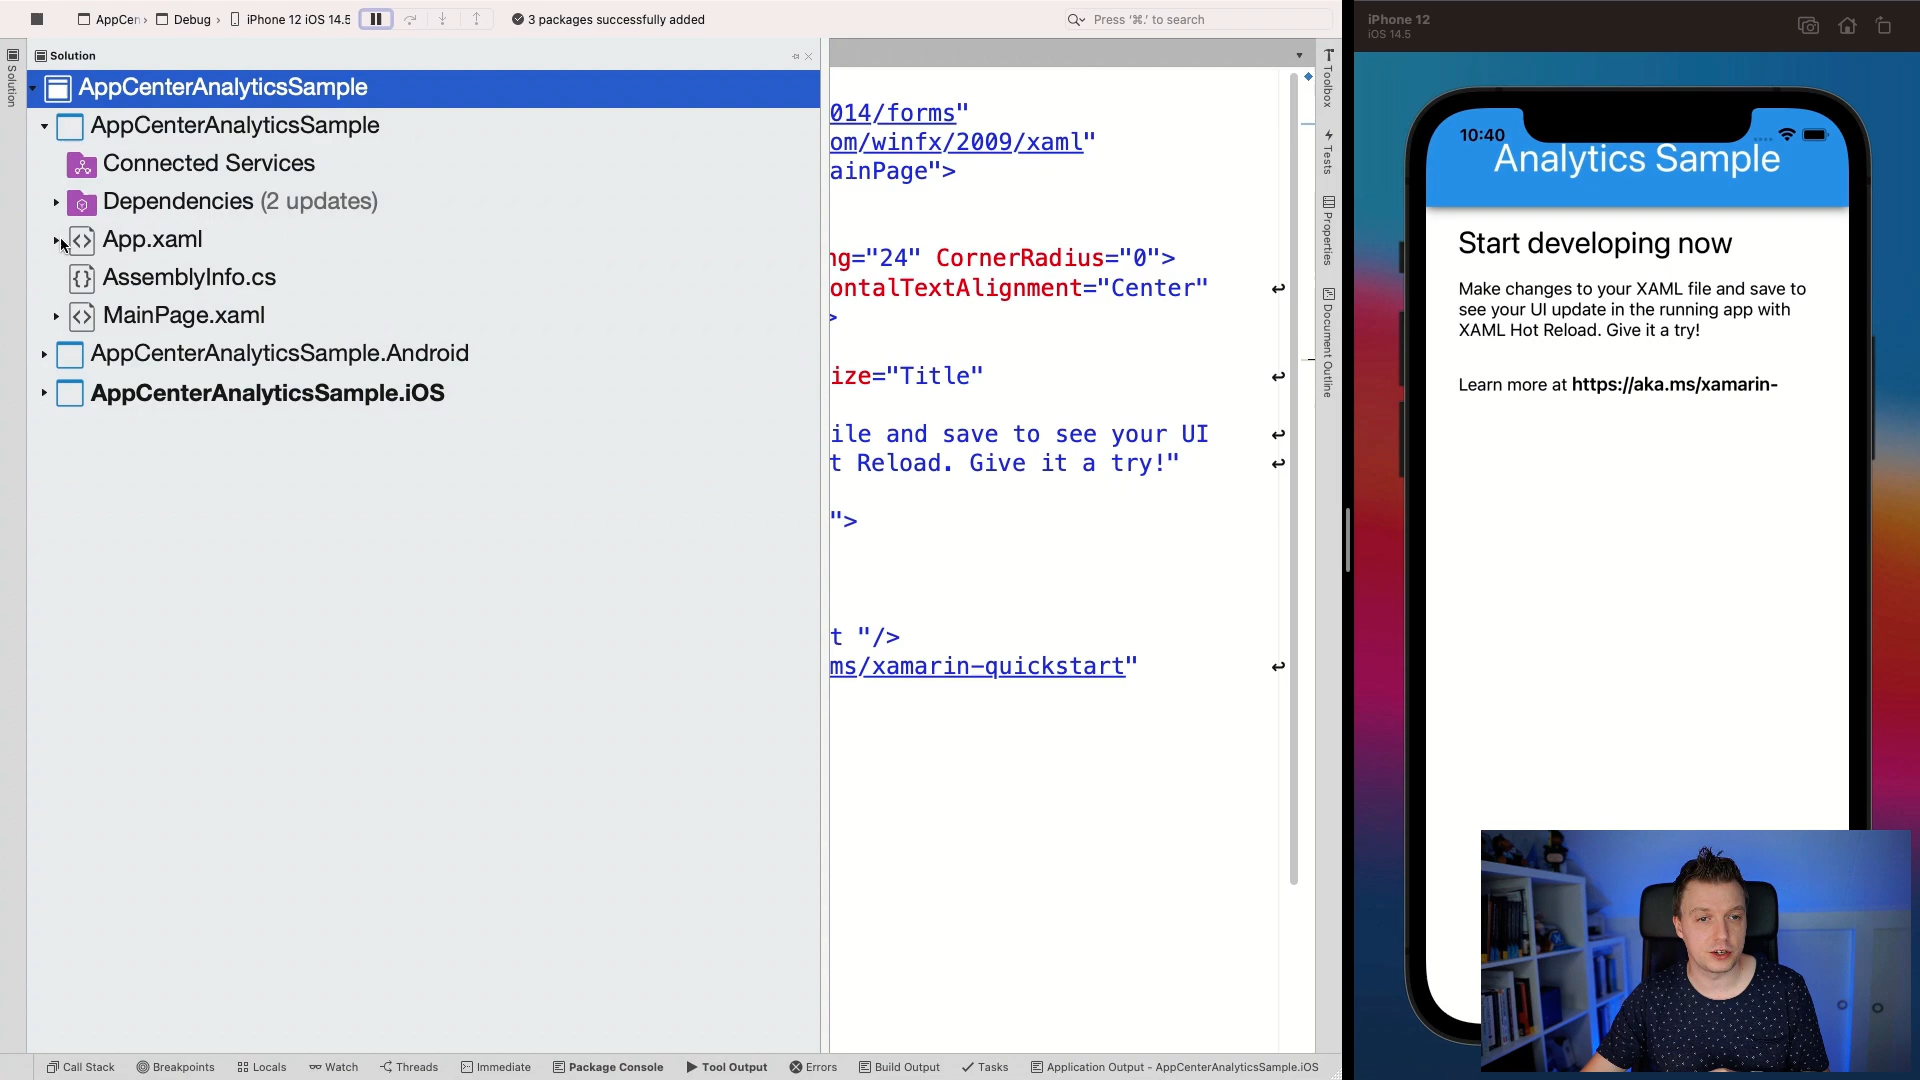 AppCen
Debug
iPhone 12 iOS 14.5
3 packages successfully added
Press '⌘.' to search
Solution
Solution
AppCenterAnalyticsSample
AppCenterAnalyticsSample
Connected Services
Dependencies (2 updates)
App.xaml
AssemblyInfo.cs
MainPage.xaml
AppCenterAnalyticsSample.Android
AppCenterAnalyticsSample.iOS
014/forms"
om/winfx/2009/xaml"
ainPage">
ng="24" CornerRadius="0">
ontalTextAlignment="Center"
>
ize="Title"
ile and save to see your UI
t Reload. Give it a try!"
">
t "/>
ms/xamarin-quickstart"
Toolbox
Tests
Properties
Document Outline
Call Stack
Breakpoints
Locals
Watch
Threads
Immediate
Package Console
Tool Output
Errors
Build Output
Tasks
Application Output - AppCenterAnalyticsSample.iOS
iPhone 12
iOS 14.5
10:40
Analytics Sample
Start developing now
Make changes to your XAML file and save to
see your UI update in the running app with
XAML Hot Reload. Give it a try!
Learn more at https://aka.ms/xamarin-